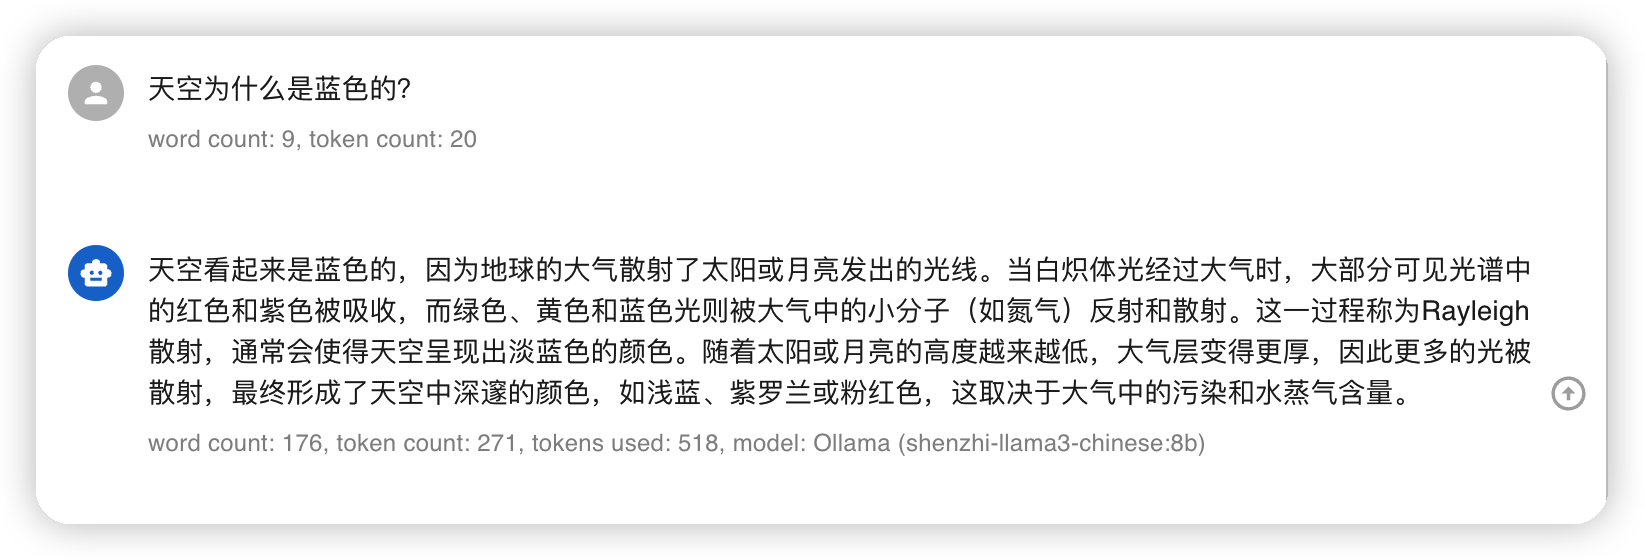 天空为什么是蓝色的?
word count: 9, token count: 20
天空看起来是蓝色的，因为地球的大气散射了太阳或月亮发出的光线。当白炽体光经过大气时，大部分可见光谱中
的红色和紫色被吸收，而绿色、黄色和蓝色光则被大气中的小分子（如氮气）反射和散射。这一过程称为Rayleigh
散射，通常会使得天空呈现出淡蓝色的颜色。随着太阳或月亮的高度越来越低，大气层变得更厚，因此更多的光被
散射，最终形成了天空中深邃的颜色，如浅蓝、紫罗兰或粉红色，这取决于大气中的污染和水蒸气含量。
word count: 176, token count: 271, tokens used: 518, model: Ollama (shenzhi-llama3-chinese:8b)